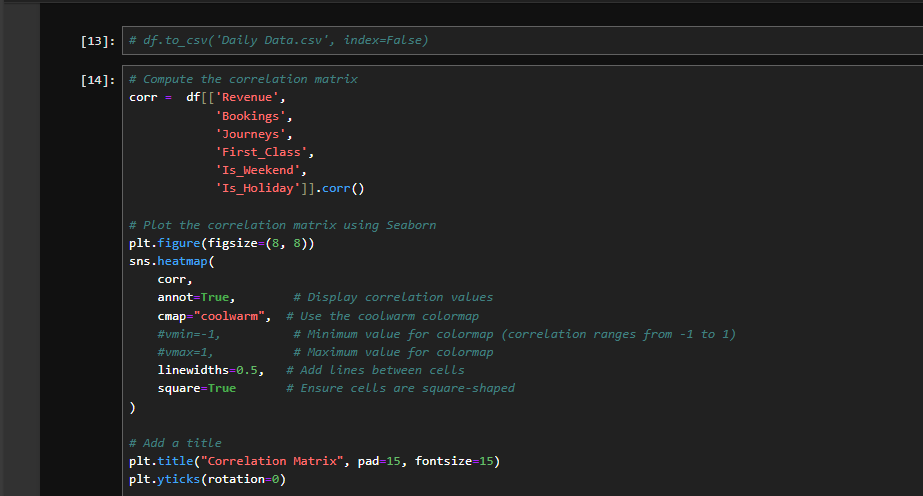 [13]: # df.to_csv('Daily Data.csv', index=False)
[14]: # Compute the correlation matrix
corr =  df[['Revenue',
            'Bookings',
            'Journeys',
            'First_Class',
            'Is_Weekend',
            'Is_Holiday']].corr()

# Plot the correlation matrix using Seaborn
plt.figure(figsize=(8, 8))
sns.heatmap(
    corr,
    annot=True,        # Display correlation values
    cmap="coolwarm",  # Use the coolwarm colormap
    #vmin=-1,          # Minimum value for colormap (correlation ranges from -1 to 1)
    #vmax=1,           # Maximum value for colormap
    linewidths=0.5,   # Add lines between cells
    square=True       # Ensure cells are square-shaped
)

# Add a title
plt.title("Correlation Matrix", pad=15, fontsize=15)
plt.yticks(rotation=0)